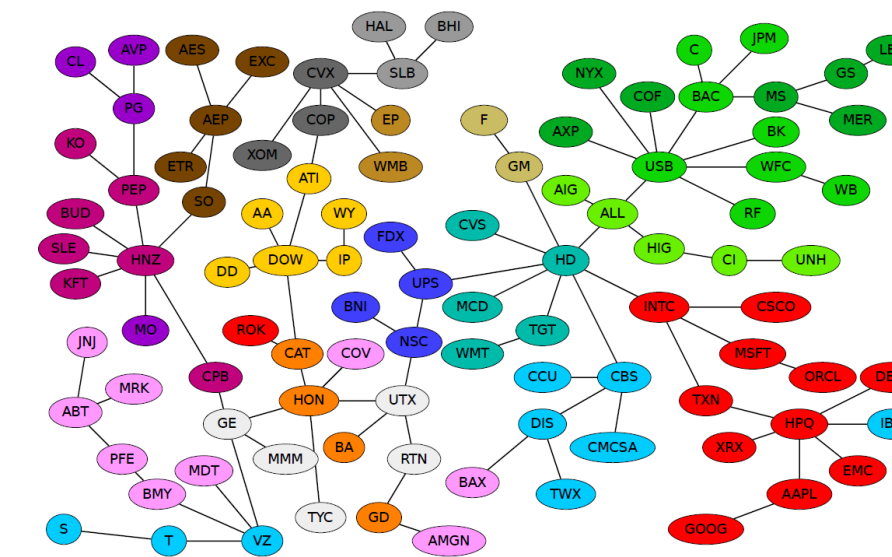 HAL
BHI
CL
AVP
AES
EXC
CVX
SLB
C
JPM
NYX
GS
COF
BAC
MS
PG
AEP
COP
EP
F
MER
KO
AXP
BK
XOM
ETR
WMB
GM
USB
WFC
PEP
ATI
AIG
WB
SO
BUD
AA
WY
ALL
RF
CVS
FDX
SLE
HNZ
HIG
DD
DOW
IP
HD
CI
UNH
KFT
UPS
BNI
MCD
INTC
CSCO
MO
ROK
TGT
JNJ
CAT
COV
NSC
WMT
MSFT
CPB
CCU
CBS
ORCL
MRK
ABT
HON
UTX
TXN
GE
DIS
HPQ
PFE
MMM
BA
RTN
CMCSA
XRX
MDT
BAX
EMC
BMY
TWX
AAPL
TYC
GD
S
T
VZ
AMGN
GOOG